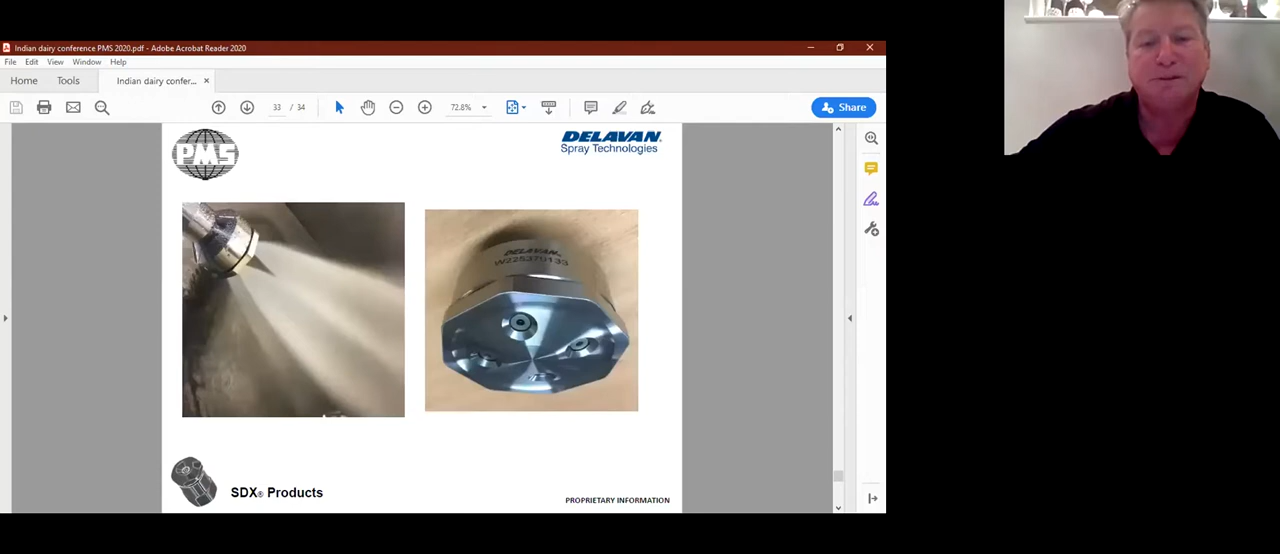 Indian dairy conference PMS 2020.pdf - Adobe Acrobat Reader 2020
File Edit View Window Help
Home Tools Indian dairy confer... ×
33 / 34 72.8% Share
PMS
DELAVAN
Spray Technologies
DELAVAN
W225370133
SDX® Products
PROPRIETARY INFORMATION